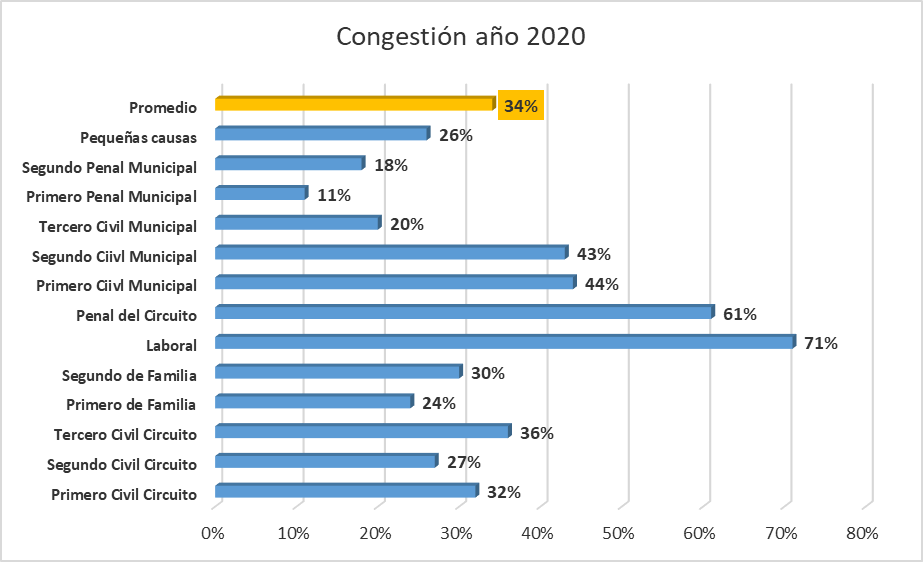 Congestión año 2020
Promedio 34%
Pequeñas causas 26%
Segundo Penal Municipal 18%
Primero Penal Municipal 11%
Tercero Civil Municipal 20%
Segundo Ciivl Municipal 43%
Primero Ciivl Municipal 44%
Penal del Circuito 61%
Laboral 71%
Segundo de Familia 30%
Primero de Familia 24%
Tercero Civil Circuito 36%
Segundo Civil Circuito 27%
Primero Civil Circuito 32%
0% 10% 20% 30% 40% 50% 60% 70% 80%